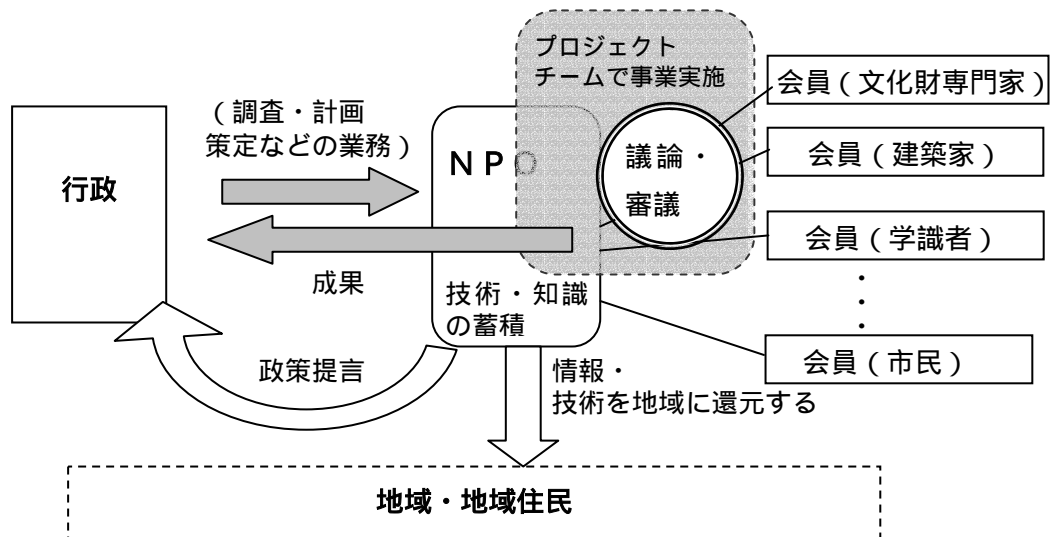 プロジェクト
チームで事業実施
会員（文化財専門家）
（調査・計画
策定などの業務）
ＮＰＯ
議論・
審議
会員（建築家）
行政
会員（学識者）
成果
技術・知識
の蓄積
・
・
・
会員（市民）
政策提言
情報・
技術を地域に還元する
地域・地域住民